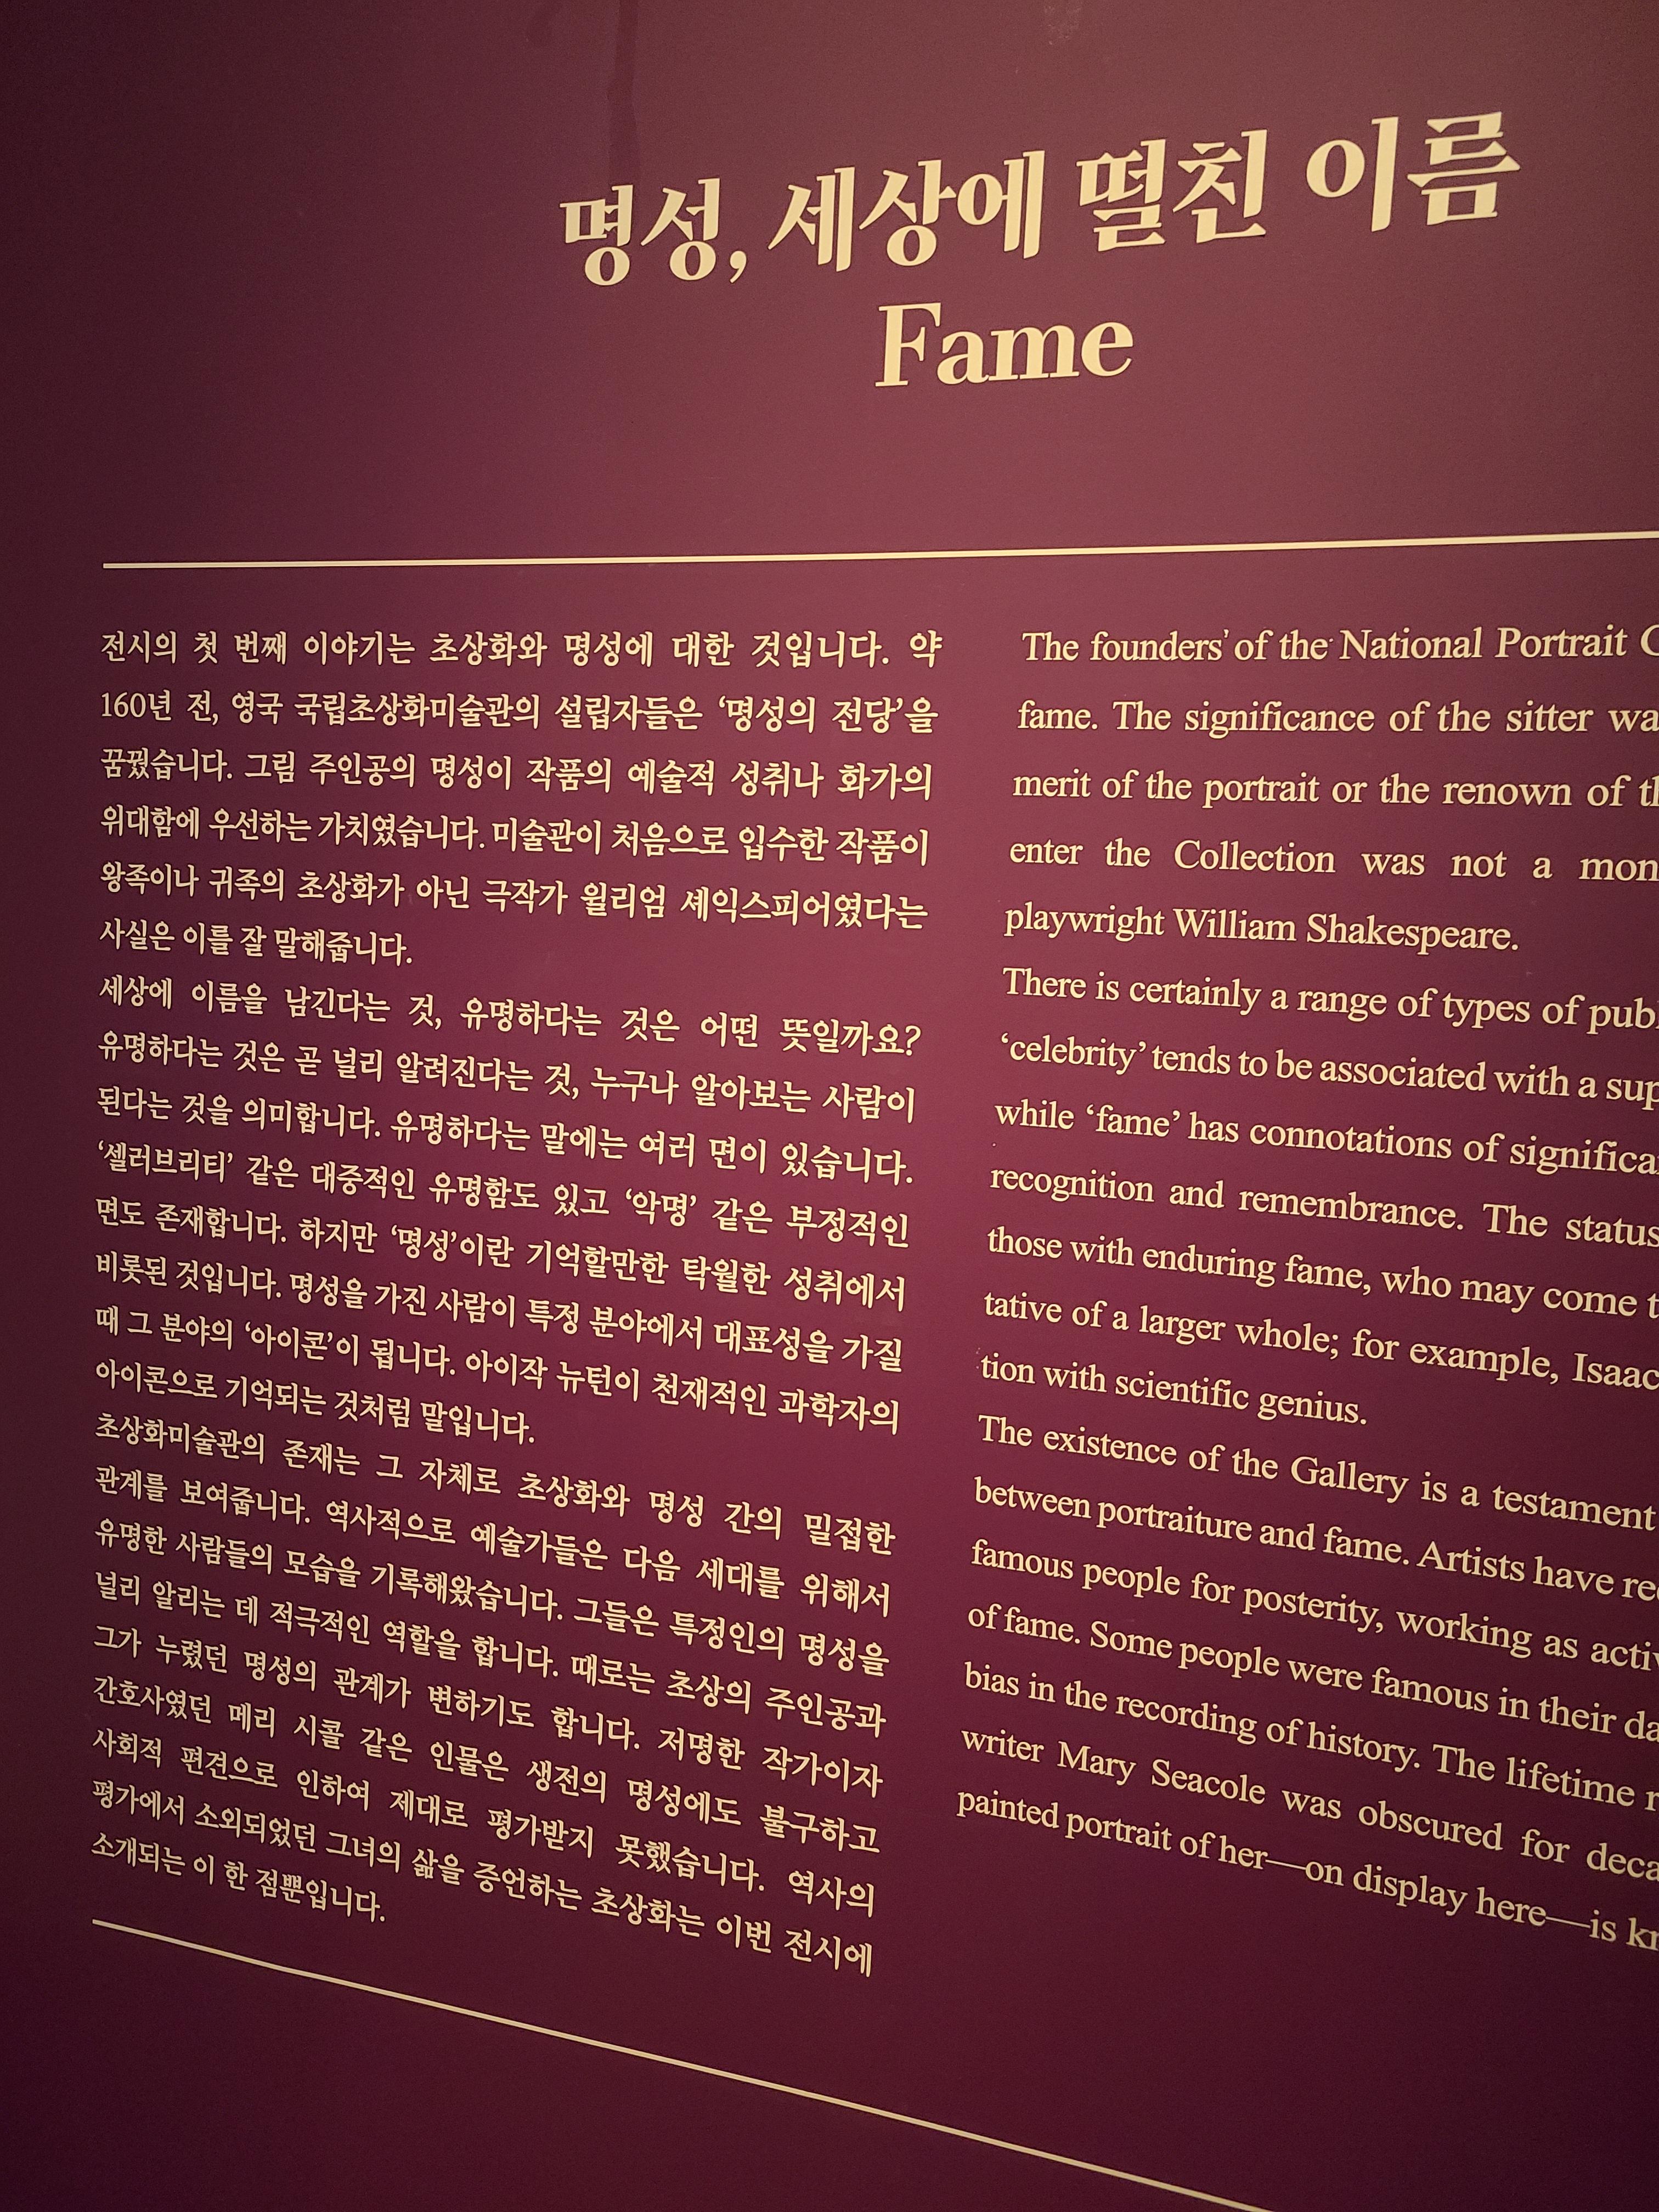 명성, 세상에 떨친 이름
Fame
전시의 첫 번째 이야기는 초상화와 명성에 대한 것입니다. 약
160년 전, 영국 국립초상화미술관의 설립자들은 ‘명성의 전당’을
꿈꿨습니다. 그림 주인공의 명성이 작품의 예술적 성취나 화가의
위대함에 우선하는 가치였습니다. 미술관이 처음으로 입수한 작품이
왕족이나 귀족의 초상화가 아닌 극작가 윌리엄 셰익스피어였다는
사실은 이를 잘 말해줍니다.
세상에 이름을 남긴다는 것, 유명하다는 것은 어떤 뜻일까요?
유명하다는 것은 곧 널리 알려진다는 것, 누구나 알아보는 사람이
된다는 것을 의미합니다. 유명하다는 말에는 여러 면이 있습니다.
‘셀러브리티’ 같은 대중적인 유명함도 있고 ‘악명’ 같은 부정적인
면도 존재합니다. 하지만 ‘명성’이란 기억할만한 탁월한 성취에서
비롯된 것입니다. 명성을 가진 사람이 특정 분야에서 대표성을 가질
때 그 분야의 ‘아이콘’이 됩니다. 아이작 뉴턴이 천재적인 과학자의
아이콘으로 기억되는 것처럼 말입니다.
초상화미술관의 존재는 그 자체로 초상화와 명성 간의 밀접한
관계를 보여줍니다. 역사적으로 예술가들은 다음 세대를 위해서
유명한 사람들의 모습을 기록해왔습니다. 그들은 특정인의 명성을
널리 알리는 데 적극적인 역할을 합니다. 때로는 초상의 주인공과
그가 누렸던 명성의 관계가 변하기도 합니다. 저명한 작가이자
간호사였던 메리 시콜 같은 인물은 생전의 명성에도 불구하고
사회적 편견으로 인하여 제대로 평가받지 못했습니다. 역사의
평가에서 소외되었던 그녀의 삶을 증언하는 초상화는 이번 전시에
소개되는 이 한 점뿐입니다.
The founders' of the National Portrait G
fame. The significance of the sitter wa
merit of the portrait or the renown of th
enter the Collection was not a mon
playwright William Shakespeare.
There is certainly a range of types of publ
‘celebrity’ tends to be associated with a sup
while ‘fame’ has connotations of significa
recognition and remembrance. The status
those with enduring fame, who may come t
tative of a larger whole; for example, Isaac
tion with scientific genius.
The existence of the Gallery is a testament
between portraiture and fame. Artists have rec
famous people for posterity, working as activ
of fame. Some people were famous in their da
bias in the recording of history. The lifetime r
writer Mary Seacole was obscured for deca
painted portrait of her—on display here—is kn